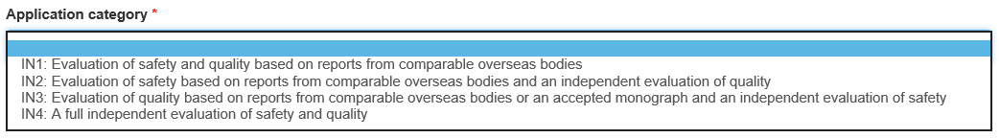 Application category *
IN1: Evaluation of safety and quality based on reports from comparable overseas bodies
IN2: Evaluation of safety based on reports from comparable overseas bodies and an independent evaluation of quality
IN3: Evaluation of quality based on reports from comparable overseas bodies or an accepted monograph and an independent evaluation of safety
IN4: A full independent evaluation of safety and quality